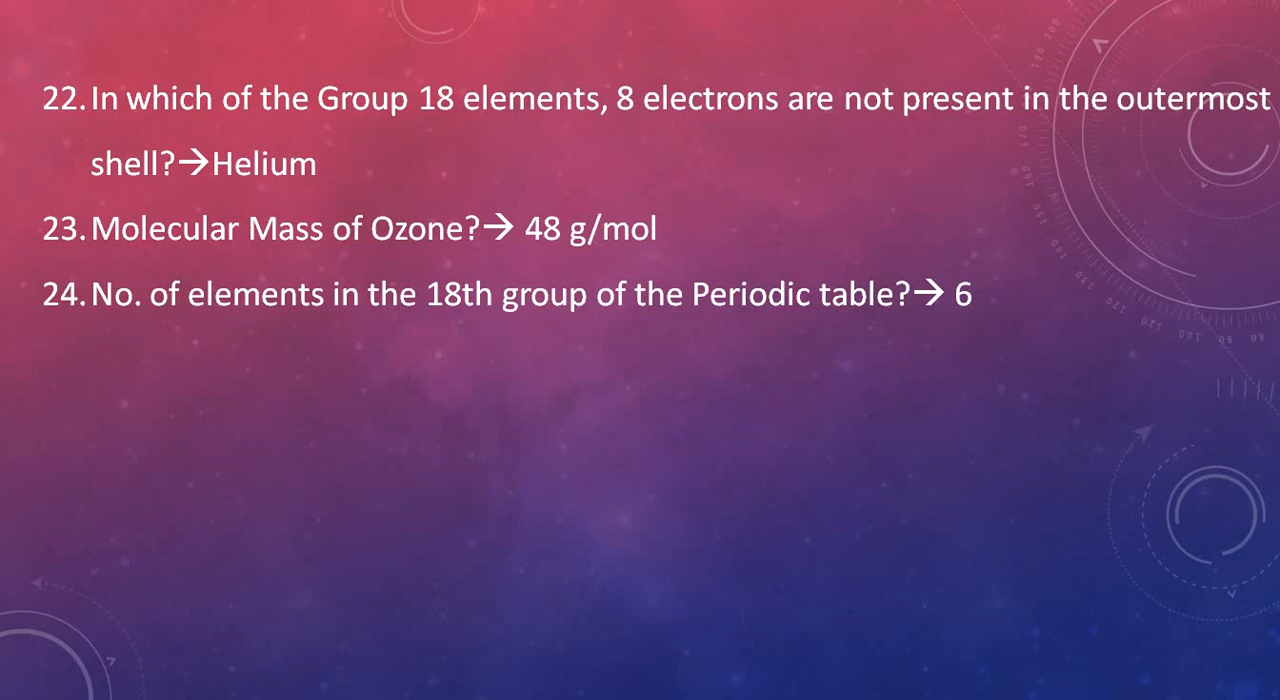 22. In which of the Group 18 elements, 8 electrons are not present in the outermost
shell?→Helium
23. Molecular Mass of Ozone?→ 48 g/mol
24. No. of elements in the 18th group of the Periodic table?→ 6